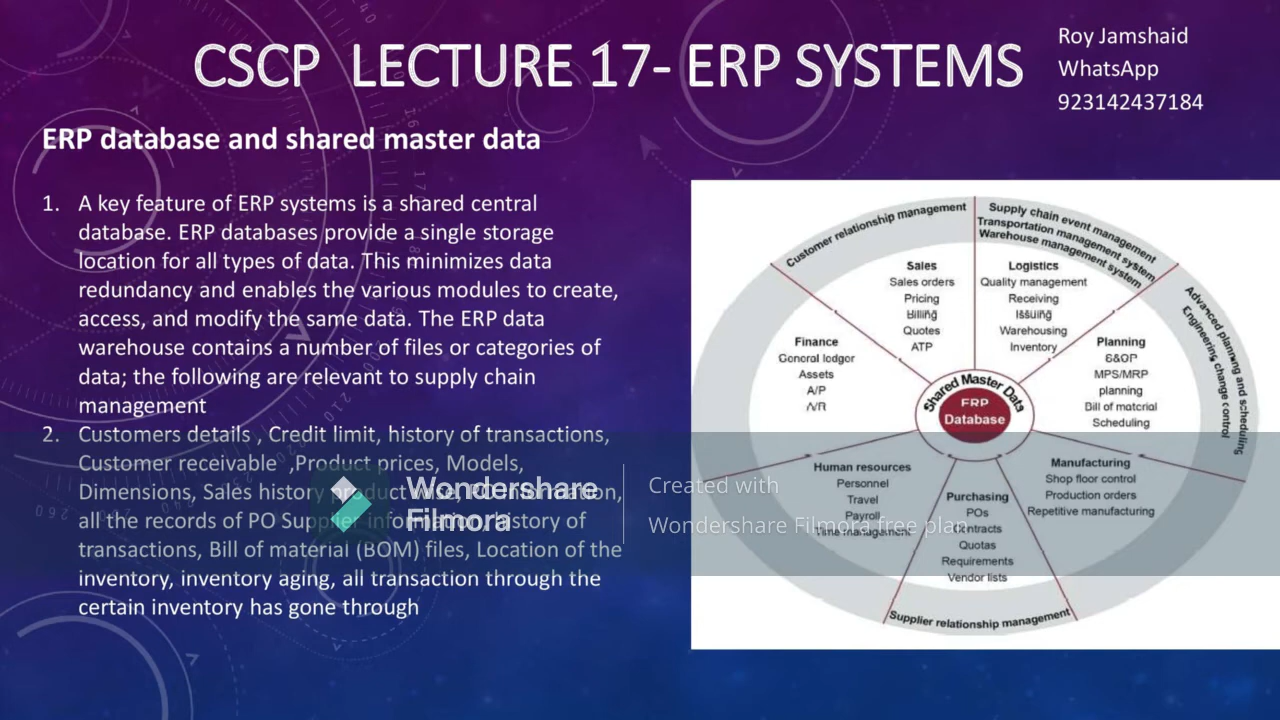 CSCP LECTURE 17- ERP SYSTEMS
Roy Jamshaid
WhatsApp
923142437184
ERP database and shared master data
1. A key feature of ERP systems is a shared central
database. ERP databases provide a single storage
location for all types of data. This minimizes data
redundancy and enables the various modules to create,
access, and modify the same data. The ERP data
warehouse contains a number of files or categories of
data; the following are relevant to supply chain
management
2. Customers details , Credit limit, history of transactions,
Customer receivable ,Product prices, Models,
Dimensions, Sales history product wise, PO information,
all the records of PO Supplier information, history of
transactions, Bill of material (BOM) files, Location of the
inventory, inventory aging, all transaction through the
certain inventory has gone through
Wondershare
Filmora
Created with
Wondershare Filmora free plan
Customer relationship management
Supply chain event management
Transportation management system
Warehouse management system
Advanced planning and scheduling
Engineering change control
Supplier relationship management
Sales
Sales orders
Pricing
Billing
Quotes
ATP
Logistics
Quality management
Receiving
Issuing
Warehousing
Inventory
Finance
General ledger
Assets
A/P
A/R
Planning
S&OP
MPS/MRP
planning
Bill of material
Scheduling
Shared Master Data
ERP
Database
Human resources
Personnel
Travel
Payroll
Time management
Purchasing
POs
Contracts
Quotas
Requirements
Vendor lists
Manufacturing
Shop floor control
Production orders
Repetitive manufacturing